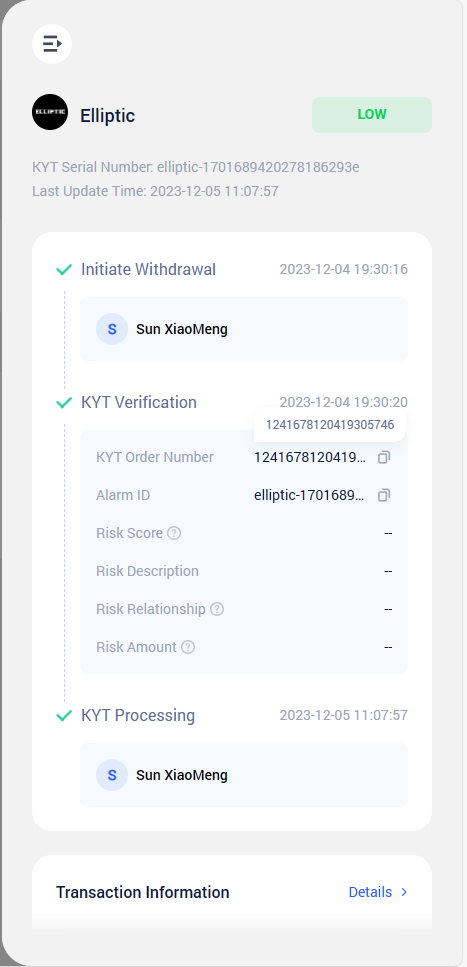 ELLIPTIC
Elliptic
LOW
KYT Serial Number: elliptic-1701689420278186293e
Last Update Time: 2023-12-05 11:07:57
Initiate Withdrawal 2023-12-04 19:30:16
S Sun XiaoMeng
KYT Verification 2023-12-04 19:30:20
1241678120419305746
KYT Order Number 1241678120419...
Alarm ID elliptic-1701689...
Risk Score ? --
Risk Description --
Risk Relationship ? --
Risk Amount ? --
KYT Processing 2023-12-05 11:07:57
S Sun XiaoMeng
Transaction Information Details >